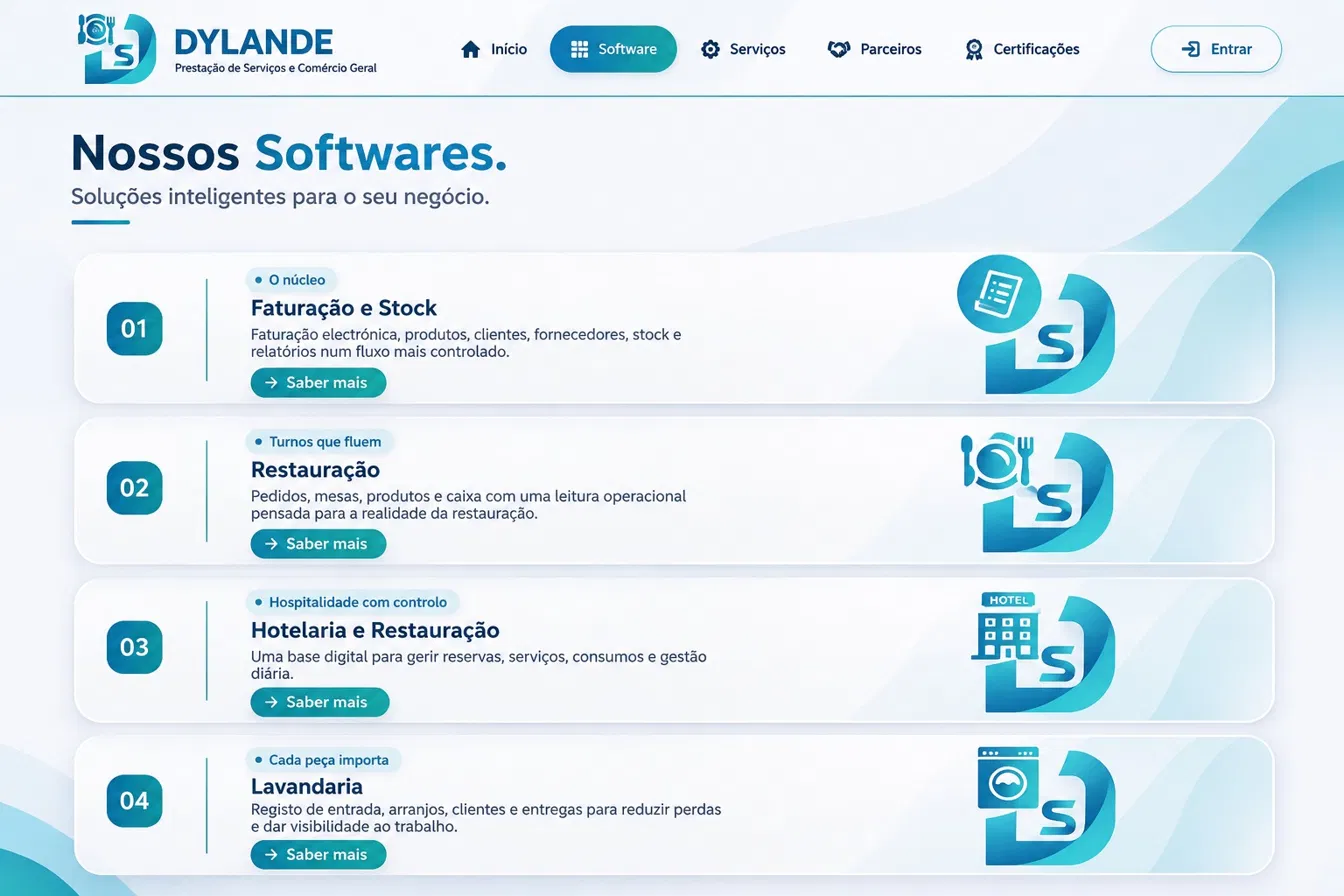 DYLANDE
Prestação de Serviços e Comércio Geral
S
Início
Software
Serviços
Parceiros
Certificações
Entrar
Nossos Softwares.
Soluções inteligentes para o seu negócio.
01
O núcleo
Faturação e Stock
Faturação electrónica, produtos, clientes, fornecedores, stock e
relatórios num fluxo mais controlado.
→ Saber mais
S
02
Turnos que fluem
Restauração
Pedidos, mesas, produtos e caixa com uma leitura operacional
pensada para a realidade da restauração.
→ Saber mais
S
03
Hospitalidade com controlo
Hotelaria e Restauração
Uma base digital para gerir reservas, serviços, consumos e gestão
diária.
→ Saber mais
HOTEL
S
04
Cada peça importa
Lavandaria
Registo de entrada, arranjos, clientes e entregas para reduzir perdas
e dar visibilidade ao trabalho.
→ Saber mais
S